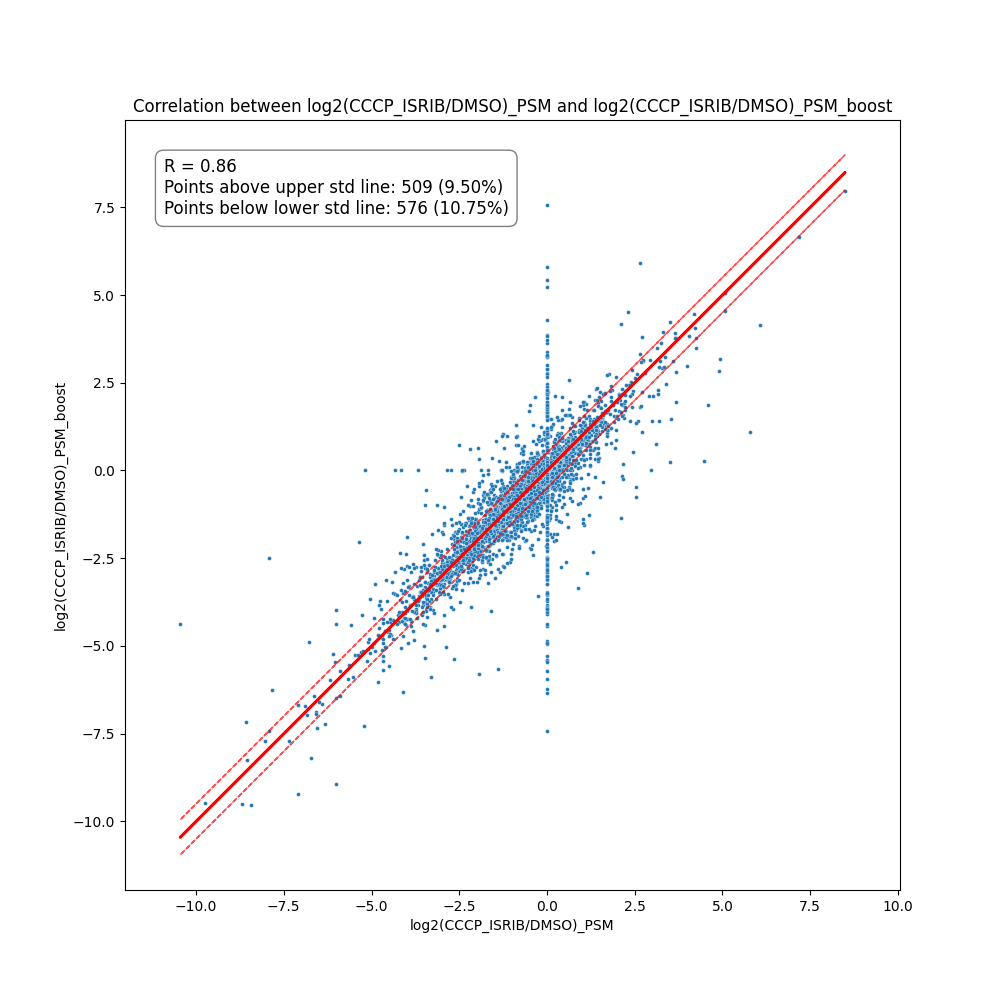 Correlation between log2(CCCP_ISRIB/DMSO)_PSM and log2(CCCP_ISRIB/DMSO)_PSM_boost
R = 0.86
Points above upper std line: 509 (9.50%)
Points below lower std line: 576 (10.75%)
7.5
5.0
2.5
0.0
−2.5
−5.0
−7.5
−10.0
log2(CCCP_ISRIB/DMSO)_PSM_boost
−10.0 −7.5 −5.0 −2.5 0.0 2.5 5.0 7.5 10.0
log2(CCCP_ISRIB/DMSO)_PSM